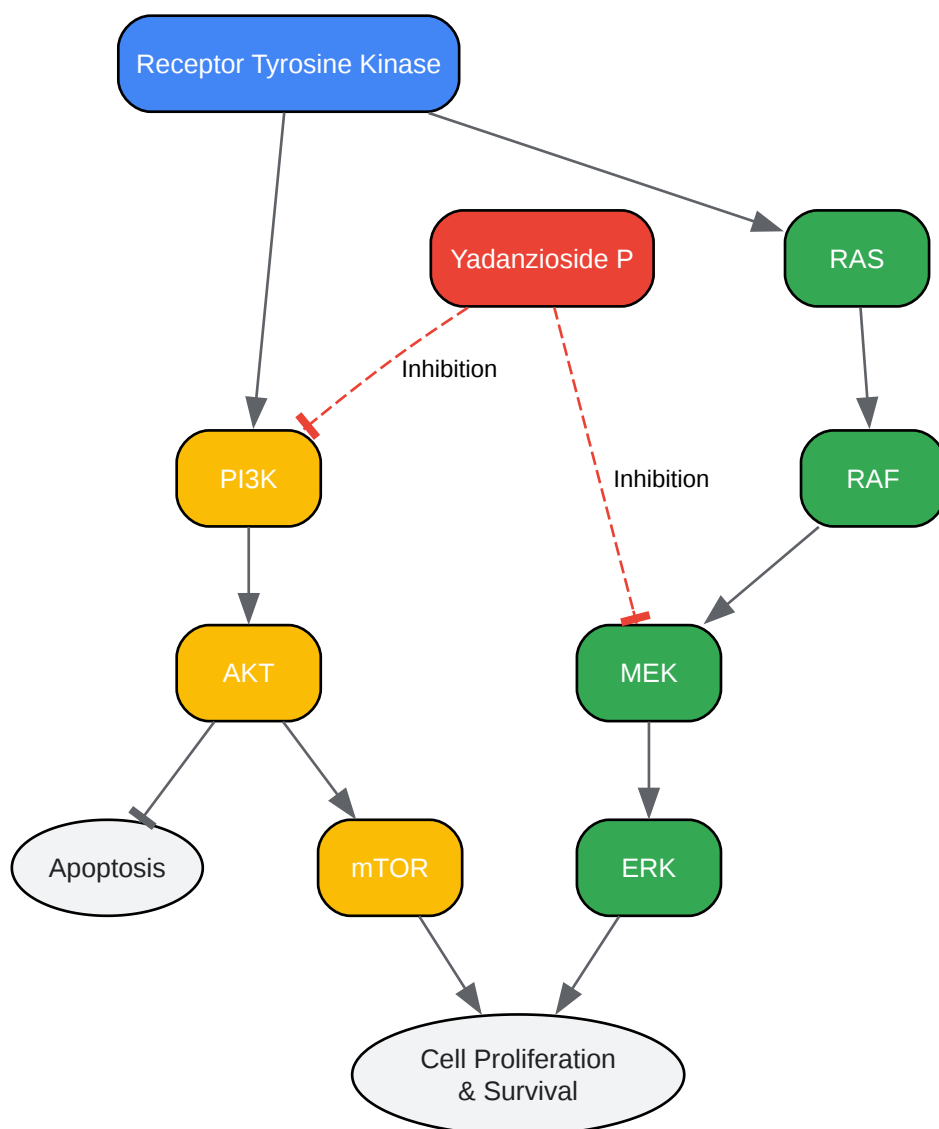 Receptor Tyrosine Kinase
Yadanzioside P
RAS
Inhibition
PI3K
Inhibition
RAF
AKT
MEK
Apoptosis
mTOR
ERK
Cell Proliferation
& Survival